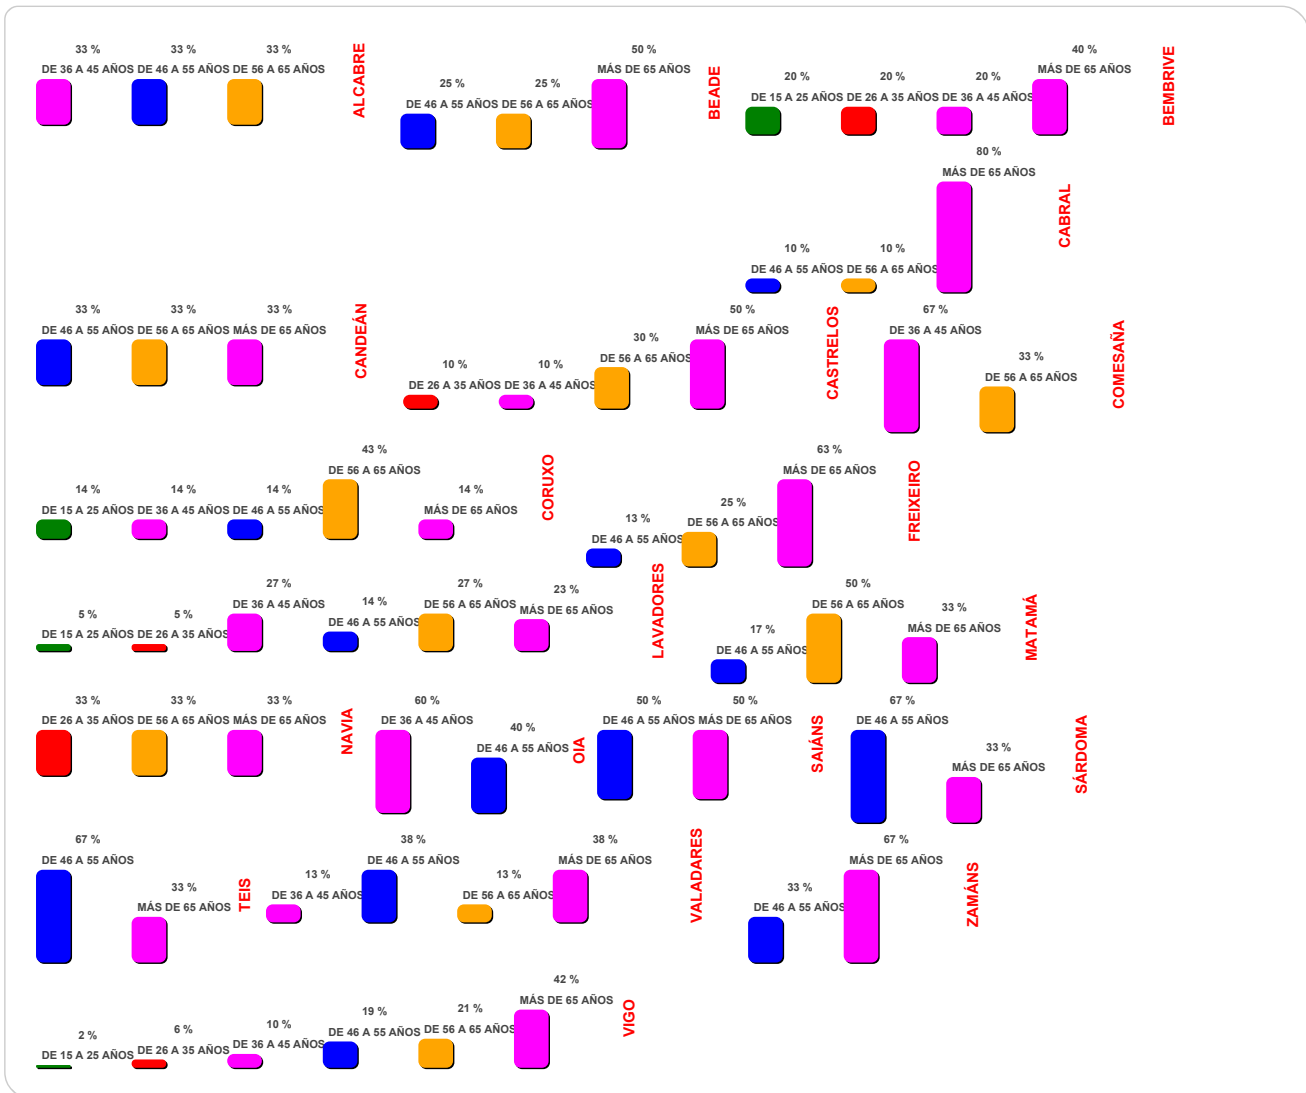 33 %
DE 36 A 45 AÑOS
33 %
DE 46 A 55 AÑOS
33 %
DE 56 A 65 AÑOS
ALCABRE
25 %
DE 46 A 55 AÑOS
25 %
DE 56 A 65 AÑOS
50 %
MÁS DE 65 AÑOS
BEADE
20 %
DE 15 A 25 AÑOS
20 %
DE 26 A 35 AÑOS
20 %
DE 36 A 45 AÑOS
40 %
MÁS DE 65 AÑOS
BEMBRIVE
10 %
DE 46 A 55 AÑOS
10 %
DE 56 A 65 AÑOS
80 %
MÁS DE 65 AÑOS
CABRAL
33 %
DE 46 A 55 AÑOS
33 %
DE 56 A 65 AÑOS
33 %
MÁS DE 65 AÑOS
CANDEÁN
10 %
DE 26 A 35 AÑOS
10 %
DE 36 A 45 AÑOS
30 %
DE 56 A 65 AÑOS
50 %
MÁS DE 65 AÑOS
CASTRELOS
67 %
DE 36 A 45 AÑOS
33 %
DE 56 A 65 AÑOS
COMESAÑA
14 %
DE 15 A 25 AÑOS
14 %
DE 36 A 45 AÑOS
14 %
DE 46 A 55 AÑOS
43 %
DE 56 A 65 AÑOS
14 %
MÁS DE 65 AÑOS
CORUXO
13 %
DE 46 A 55 AÑOS
25 %
DE 56 A 65 AÑOS
63 %
MÁS DE 65 AÑOS
FREIXEIRO
5 %
DE 15 A 25 AÑOS
5 %
DE 26 A 35 AÑOS
27 %
DE 36 A 45 AÑOS
14 %
DE 46 A 55 AÑOS
27 %
DE 56 A 65 AÑOS
23 %
MÁS DE 65 AÑOS
LAVADORES
17 %
DE 46 A 55 AÑOS
50 %
DE 56 A 65 AÑOS
33 %
MÁS DE 65 AÑOS
MATAMÁ
33 %
DE 26 A 35 AÑOS
33 %
DE 56 A 65 AÑOS
33 %
MÁS DE 65 AÑOS
NAVIA
60 %
DE 36 A 45 AÑOS
40 %
DE 46 A 55 AÑOS
OIA
50 %
DE 46 A 55 AÑOS
50 %
MÁS DE 65 AÑOS
SAIÁNS
67 %
DE 46 A 55 AÑOS
33 %
MÁS DE 65 AÑOS
SÁRDOMA
67 %
DE 46 A 55 AÑOS
33 %
MÁS DE 65 AÑOS
TEIS
13 %
DE 36 A 45 AÑOS
38 %
DE 46 A 55 AÑOS
13 %
DE 56 A 65 AÑOS
38 %
MÁS DE 65 AÑOS
VALADARES
33 %
DE 46 A 55 AÑOS
67 %
MÁS DE 65 AÑOS
ZAMÁNS
2 %
DE 15 A 25 AÑOS
6 %
DE 26 A 35 AÑOS
10 %
DE 36 A 45 AÑOS
19 %
DE 46 A 55 AÑOS
21 %
DE 56 A 65 AÑOS
42 %
MÁS DE 65 AÑOS
VIGO